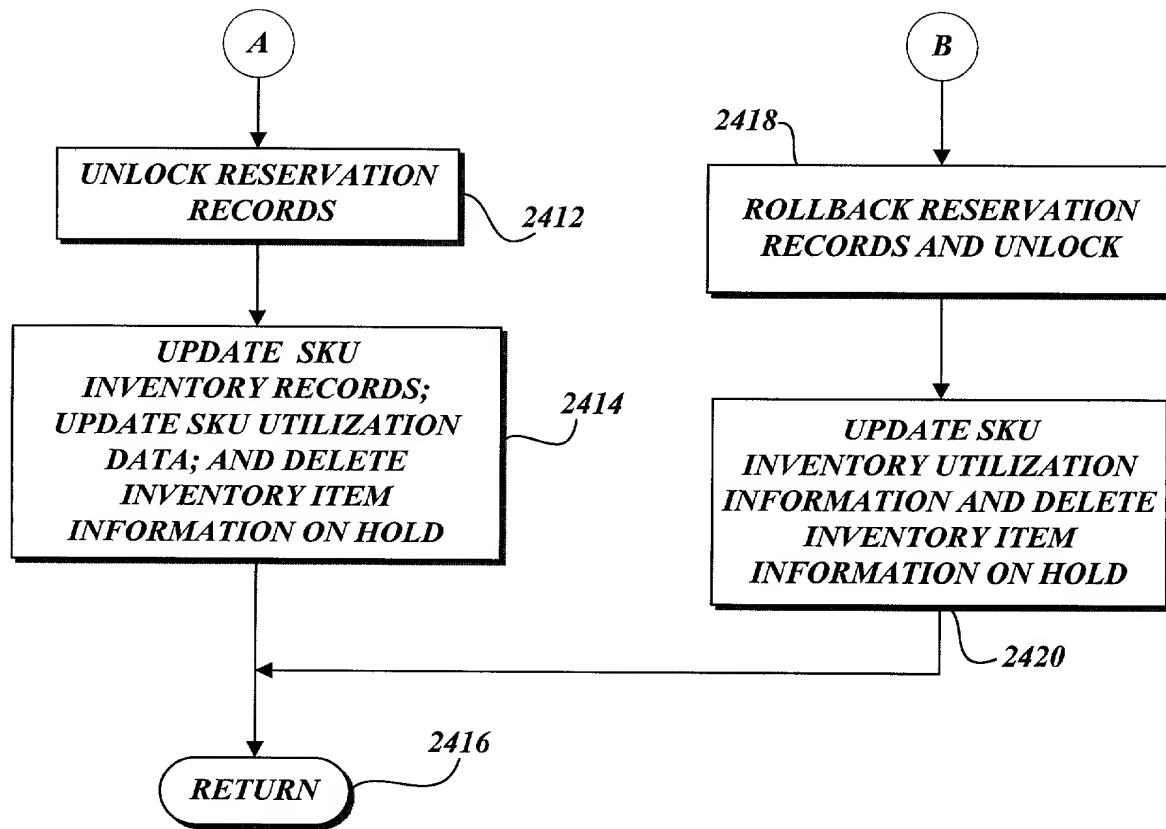 A
UNLOCK RESERVATION
RECORDS
2412
UPDATE SKU
INVENTORY RECORDS;
UPDATE SKU UTILIZATION
DATA; AND DELETE
INVENTORY ITEM
INFORMATION ON HOLD
2414
B
2418
ROLLBACK RESERVATION
RECORDS AND UNLOCK
UPDATE SKU
INVENTORY UTILIZATION
INFORMATION AND DELETE
INVENTORY ITEM
INFORMATION ON HOLD
2420
2416
RETURN